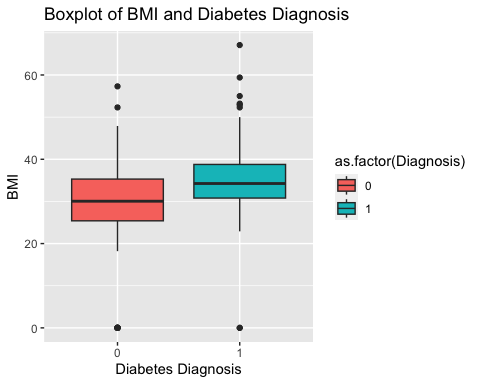 Boxplot of BMI and Diabetes Diagnosis
60
40
20
0
BMI
0
1
Diabetes Diagnosis
as.factor(Diagnosis)
0
1